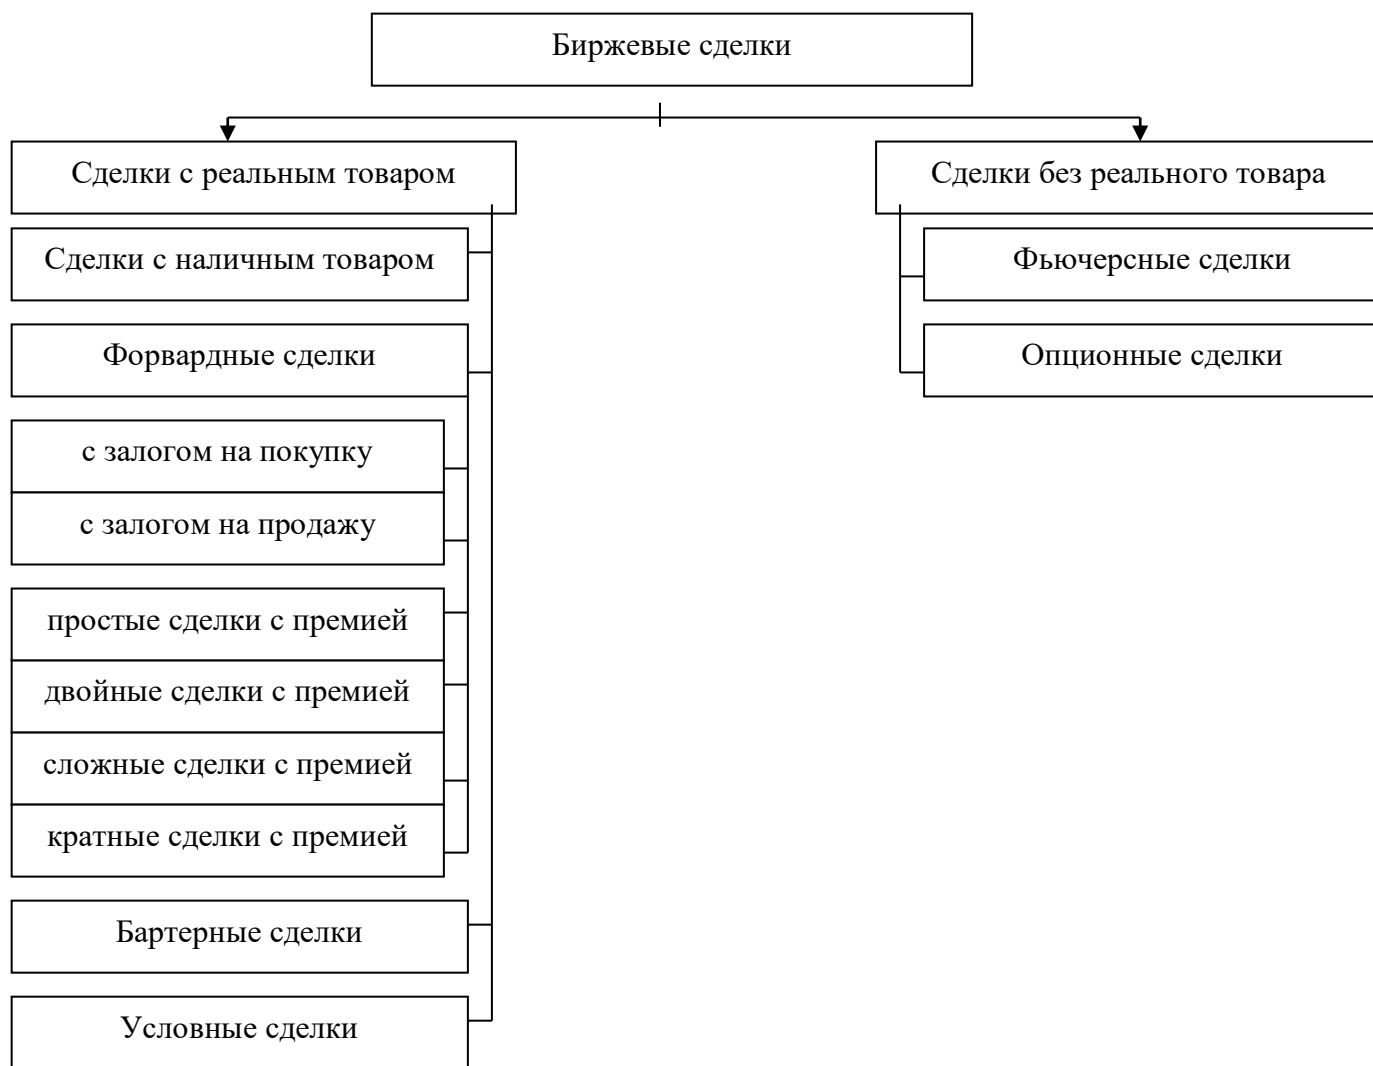 Биржевые сделки
Сделки с реальным товаром
Сделки без реального товара
Сделки с наличным товаром
Фьючерсные сделки
Форвардные сделки
Опционные сделки
с залогом на покупку
с залогом на продажу
простые сделки с премией
двойные сделки с премией
сложные сделки с премией
кратные сделки с премией
Бартерные сделки
Условные сделки